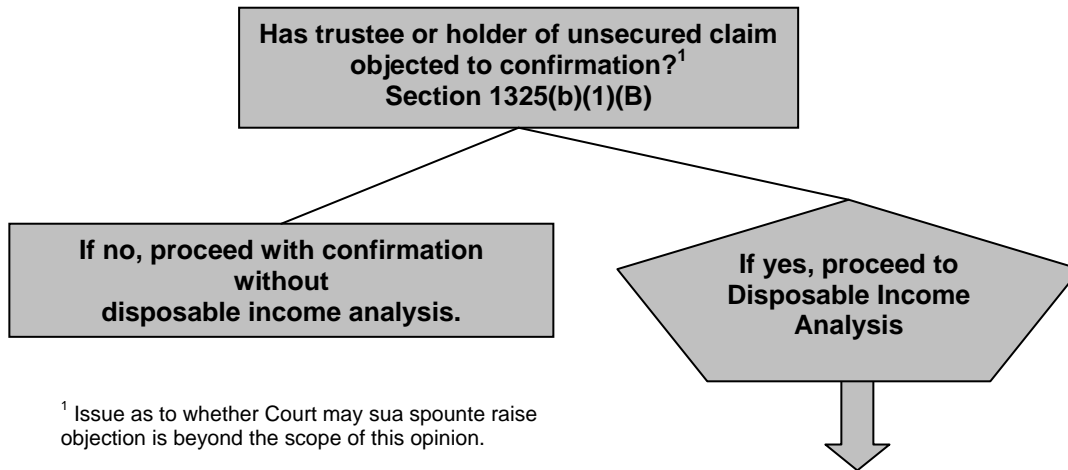 Has trustee or holder of unsecured claim
objected to confirmation?¹
Section 1325(b)(1)(B)
If no, proceed with confirmation
without
disposable income analysis.
If yes, proceed to
Disposable Income
Analysis
¹ Issue as to whether Court may sua spounte raise
objection is beyond the scope of this opinion.